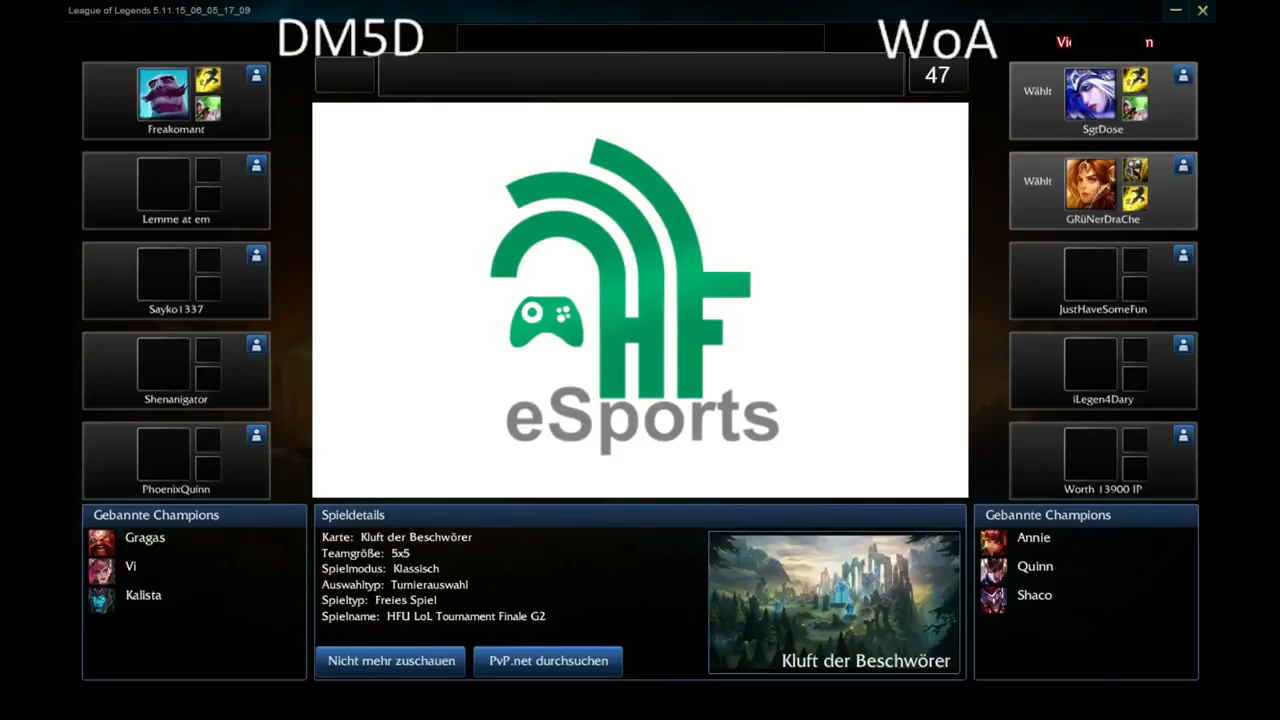 League of Legends 5.11.15_06_05_17_09
DM5D
WoA
47
Freakomant
Lemme at em
Sayko1337
Shenanigator
PhoenixQuinn
Wählt
SgtDose
Wählt
GRüNerDraChe
JustHaveSomeFun
iLegen4Dary
Worth 13900 IP
HF
eSports
Gebannte Champions
Gragas
Vi
Kalista
Spieldetails
Karte: Kluft der Beschwörer
Teamgröße: 5x5
Spielmodus: Klassisch
Auswahltyp: Turnierauswahl
Spieltyp: Freies Spiel
Spielname: HFU LoL Tournament Finale G2
Nicht mehr zuschauen
PvP.net durchsuchen
Kluft der Beschwörer
Gebannte Champions
Annie
Quinn
Shaco